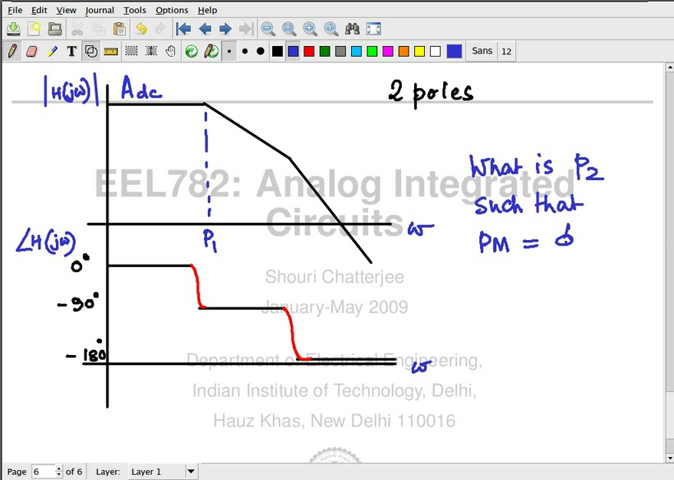 File Edit View Journal Tools Options Help
Sans 12
|H(jω)| Adc 2 poles
What is P2
such that
PM = ϕ
EEL782: Analog Integrated
Circuits
ω
P1
∠H(jω)
0°
Shouri Chatterjee
-90°
January-May 2009
-180°
Department of Electrical Engineering,
ω
Indian Institute of Technology, Delhi,
Hauz Khas, New Delhi 110016
Page 6 of 6 Layer: Layer 1